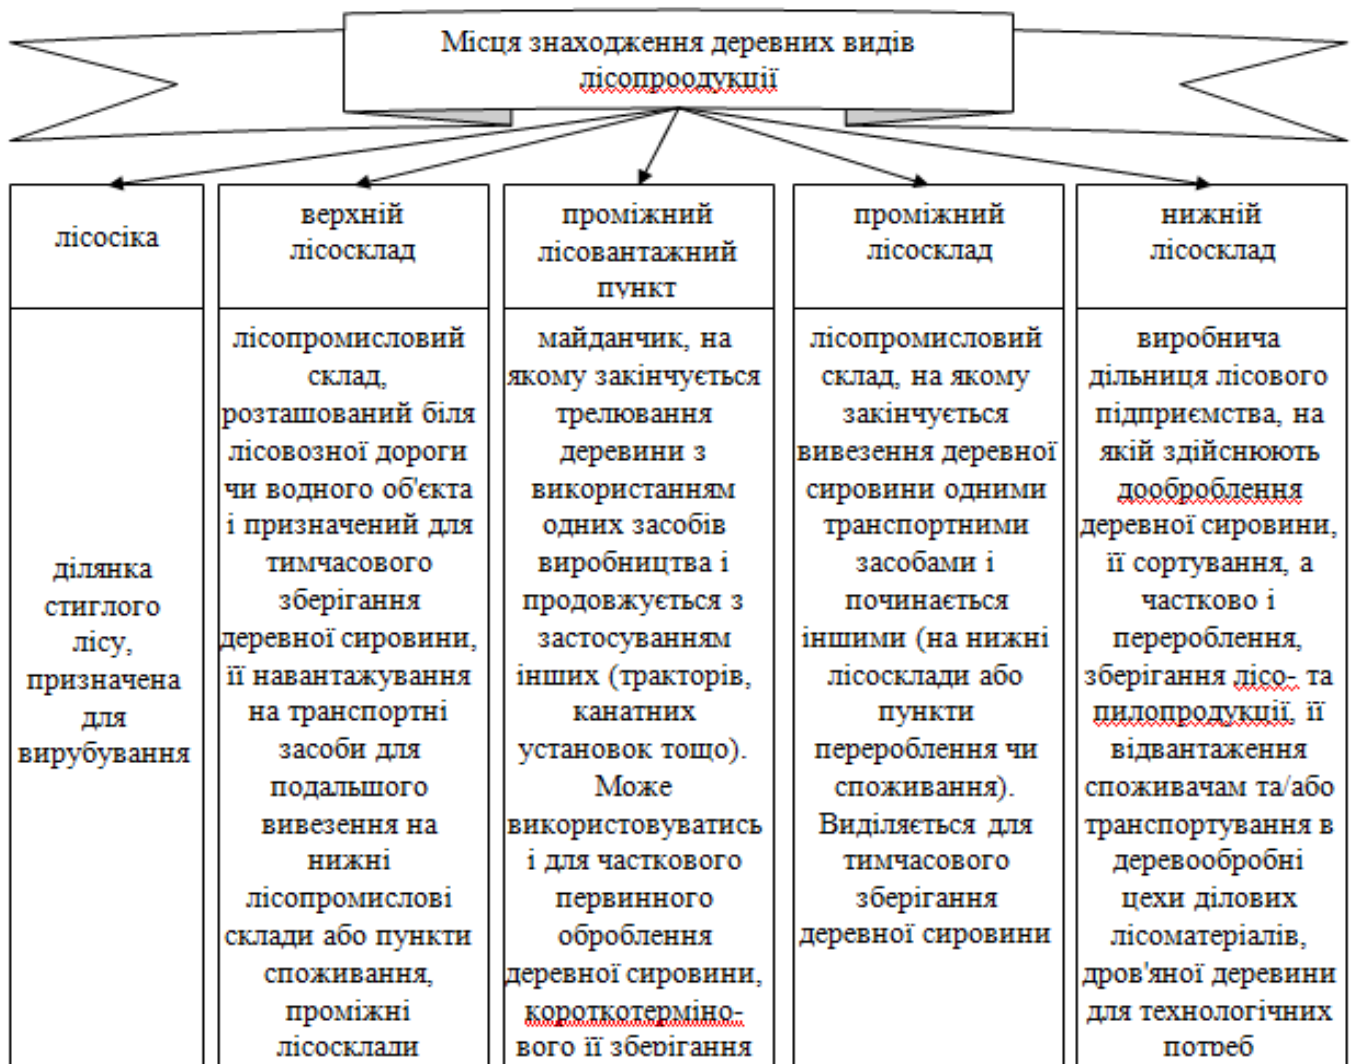 Місця знаходження деревних видів
лісопроодукції
лісосіка
верхній
лісосклад
проміжний
лісовантажний
пункт
проміжний
лісосклад
нижній
лісосклад
ділянка
стиглого
лісу,
призначена
для
вирубування
лісопромисловий
склад,
розташований біля
лісовозної дороги
чи водного об'єкта
і призначений для
тимчасового
зберігання
деревної сировини,
її навантажування
на транспортні
засоби для
подальшого
вивезення на
нижні
лісопромислові
склади або пункти
споживання,
проміжні
лісосклади
майданчик, на
якому закінчується
трелювання
деревини з
використанням
одних засобів
виробництва і
продовжується з
застосуванням
інших (тракторів,
канатних
установок тощо).
Може
використовуватись
і для часткового
первинного
оброблення
деревної сировини,
короткотерміно-
вого її зберігання
лісопромисловий
склад, на якому
закінчується
вивезення деревної
сировини одними
транспортними
засобами і
починається
іншими (на нижні
лісосклади або
пункти
перероблення чи
споживання).
Виділяється для
тимчасового
зберігання
деревної сировини
виробнича
дільниця лісового
підприємства, на
якій здійснюють
дооброблення
деревної сировини,
її сортування, а
частково і
перероблення,
зберігання лісо- та
пилопродукції, її
відвантаження
споживачам та/або
транспортування в
деревообробні
цехи ділових
лісоматеріалів,
дров'яної деревини
для технологічних
потреб